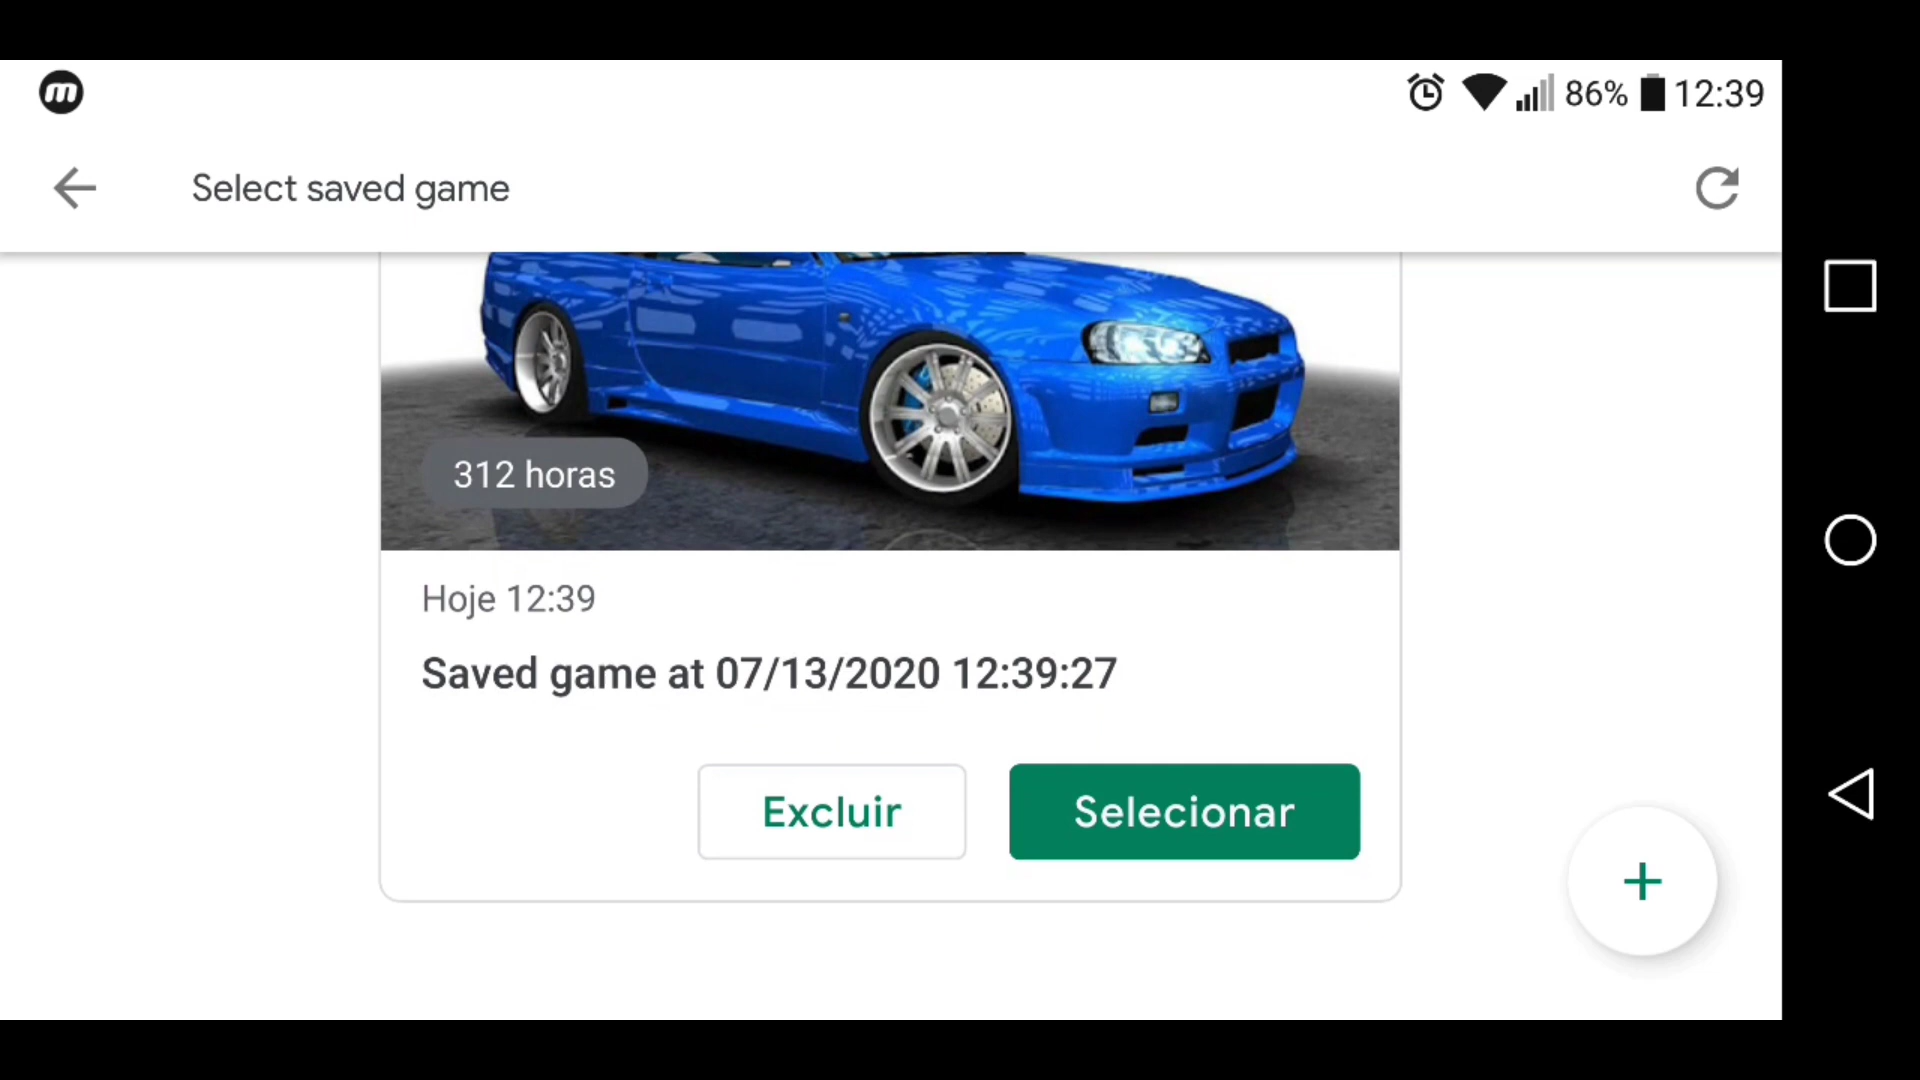 m
86% 12:39
Select saved game
312 horas
Hoje 12:39
Saved game at 07/13/2020 12:39:27
Excluir
Selecionar